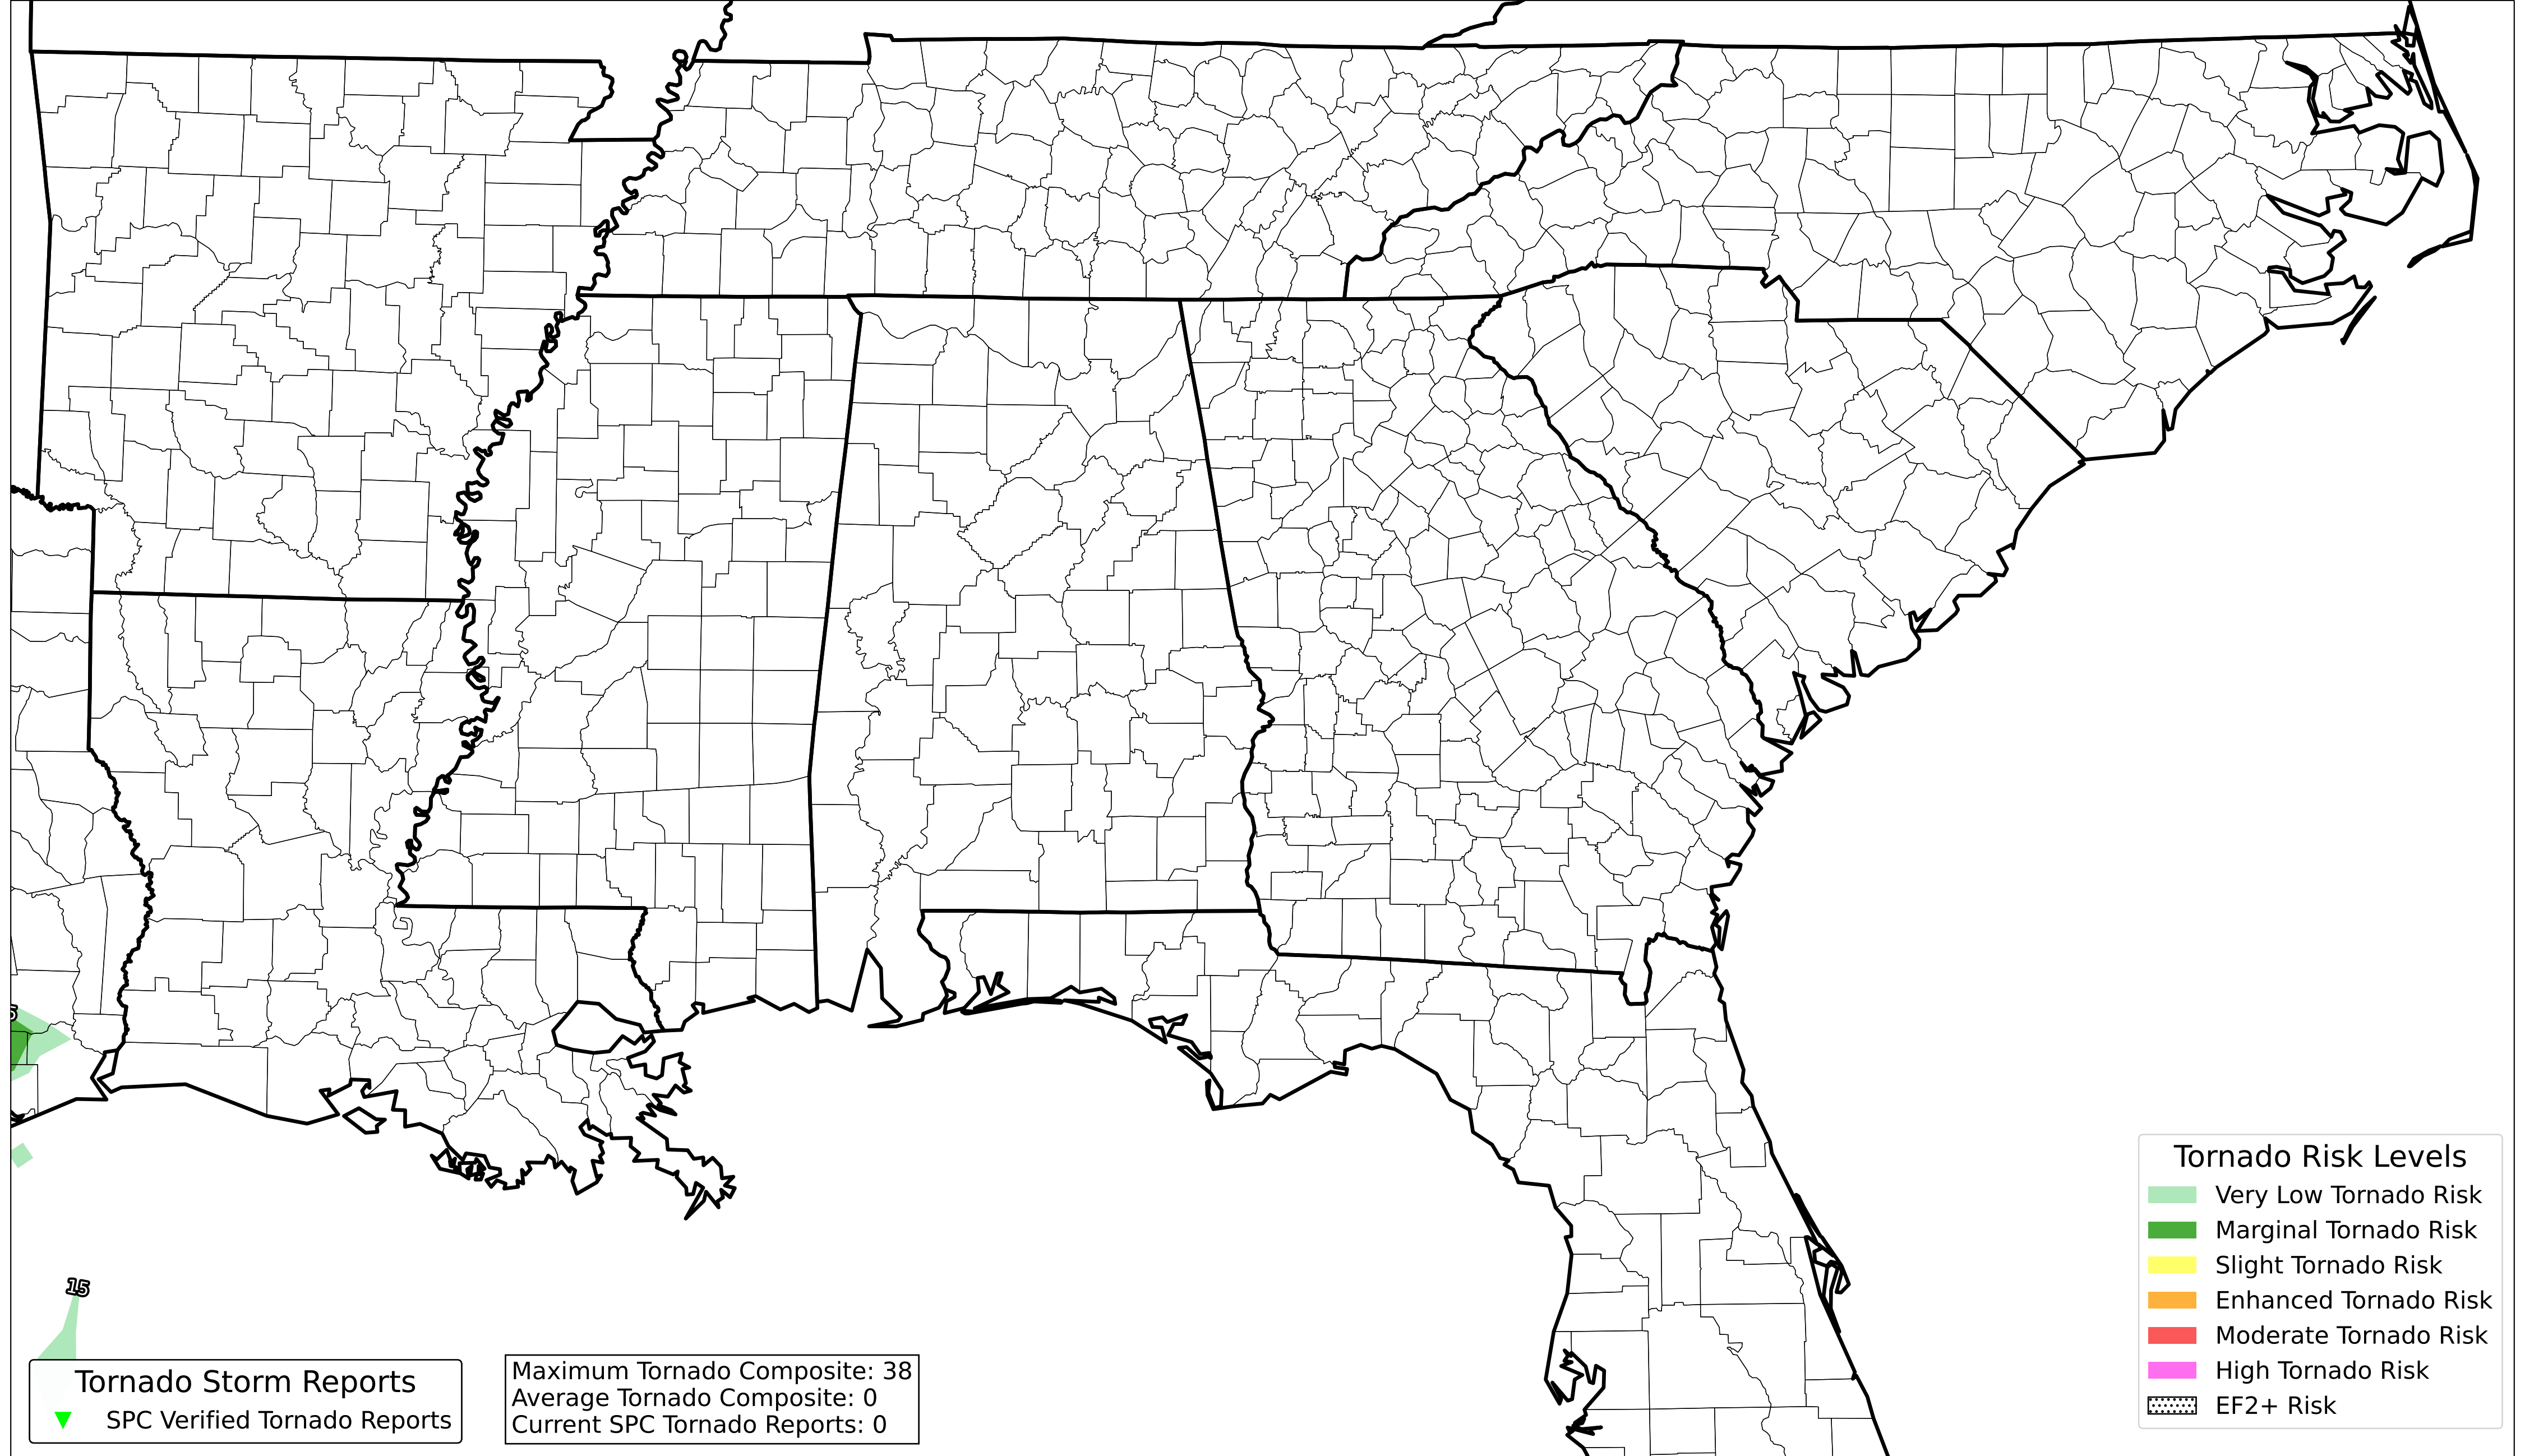 5
15
Tornado Storm Reports
SPC Verified Tornado Reports
Maximum Tornado Composite: 38
Average Tornado Composite: 0
Current SPC Tornado Reports: 0
Tornado Risk Levels
Very Low Tornado Risk
Marginal Tornado Risk
Slight Tornado Risk
Enhanced Tornado Risk
Moderate Tornado Risk
High Tornado Risk
EF2+ Risk